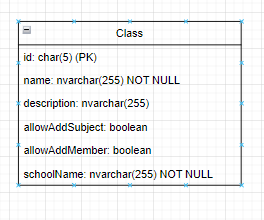 Class
id: char(5) (PK)
name: nvarchar(255) NOT NULL
description: nvarchar(255)
allowAddSubject: boolean
allowAddMember: boolean
schoolName: nvarchar(255) NOT NULL